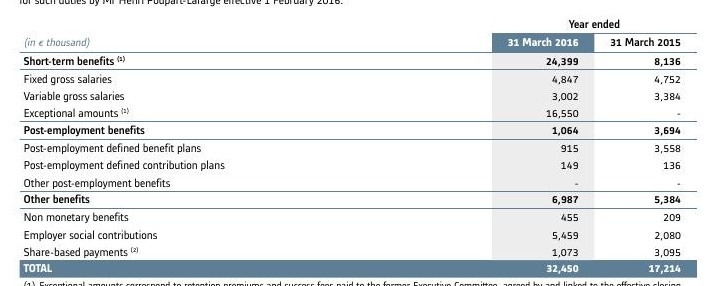 for such duties by Mr Henri Poupart-Lafarge effective 1 February 2016.
Year ended
(in € thousand) 31 March 2016 31 March 2015
Short-term benefits (1) 24,399 8,136
Fixed gross salaries 4,847 4,752
Variable gross salaries 3,002 3,384
Exceptional amounts (1) 16,550 -
Post-employment benefits 1,064 3,694
Post-employment defined benefit plans 915 3,558
Post-employment defined contribution plans 149 136
Other post-employment benefits - -
Other benefits 6,987 5,384
Non monetary benefits 455 209
Employer social contributions 5,459 2,080
Share-based payments (2) 1,073 3,095
TOTAL 32,450 17,214
(1) Exceptional amounts correspond to retention premiums and success fees paid to the former Executive Committee, agreed by and linked to the effective closing